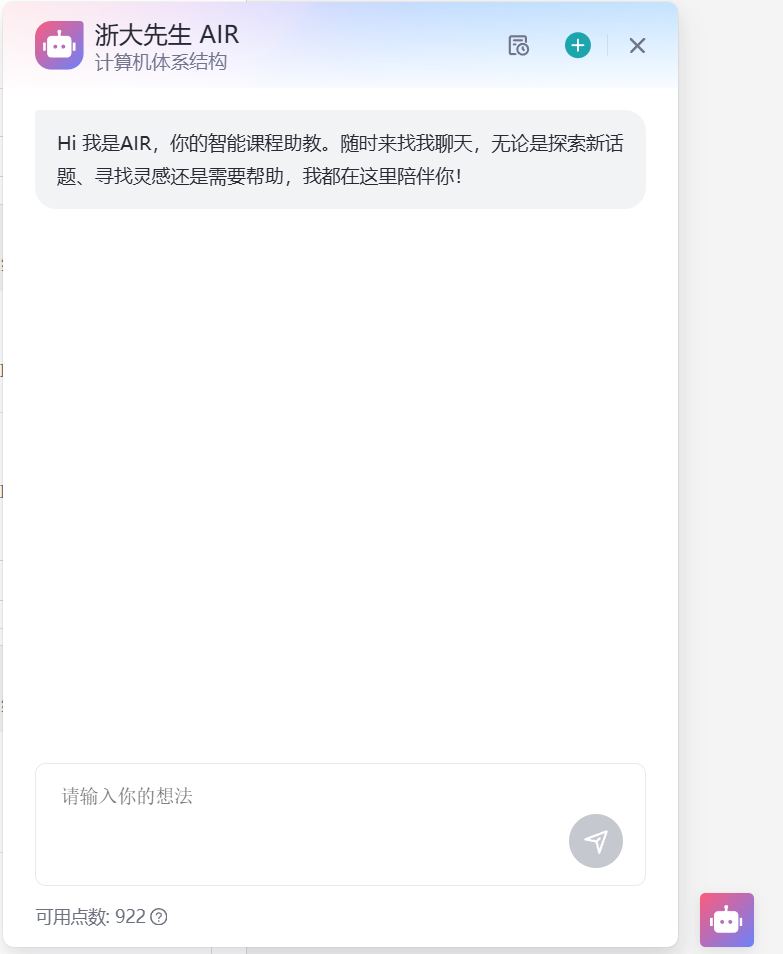 浙大先生 AIR
计算机体系结构
Hi 我是AIR，你的智能课程助教。随时来找我聊天，无论是探索新话
题、寻找灵感还是需要帮助，我都在这里陪伴你！
请输入你的想法
可用点数: 922